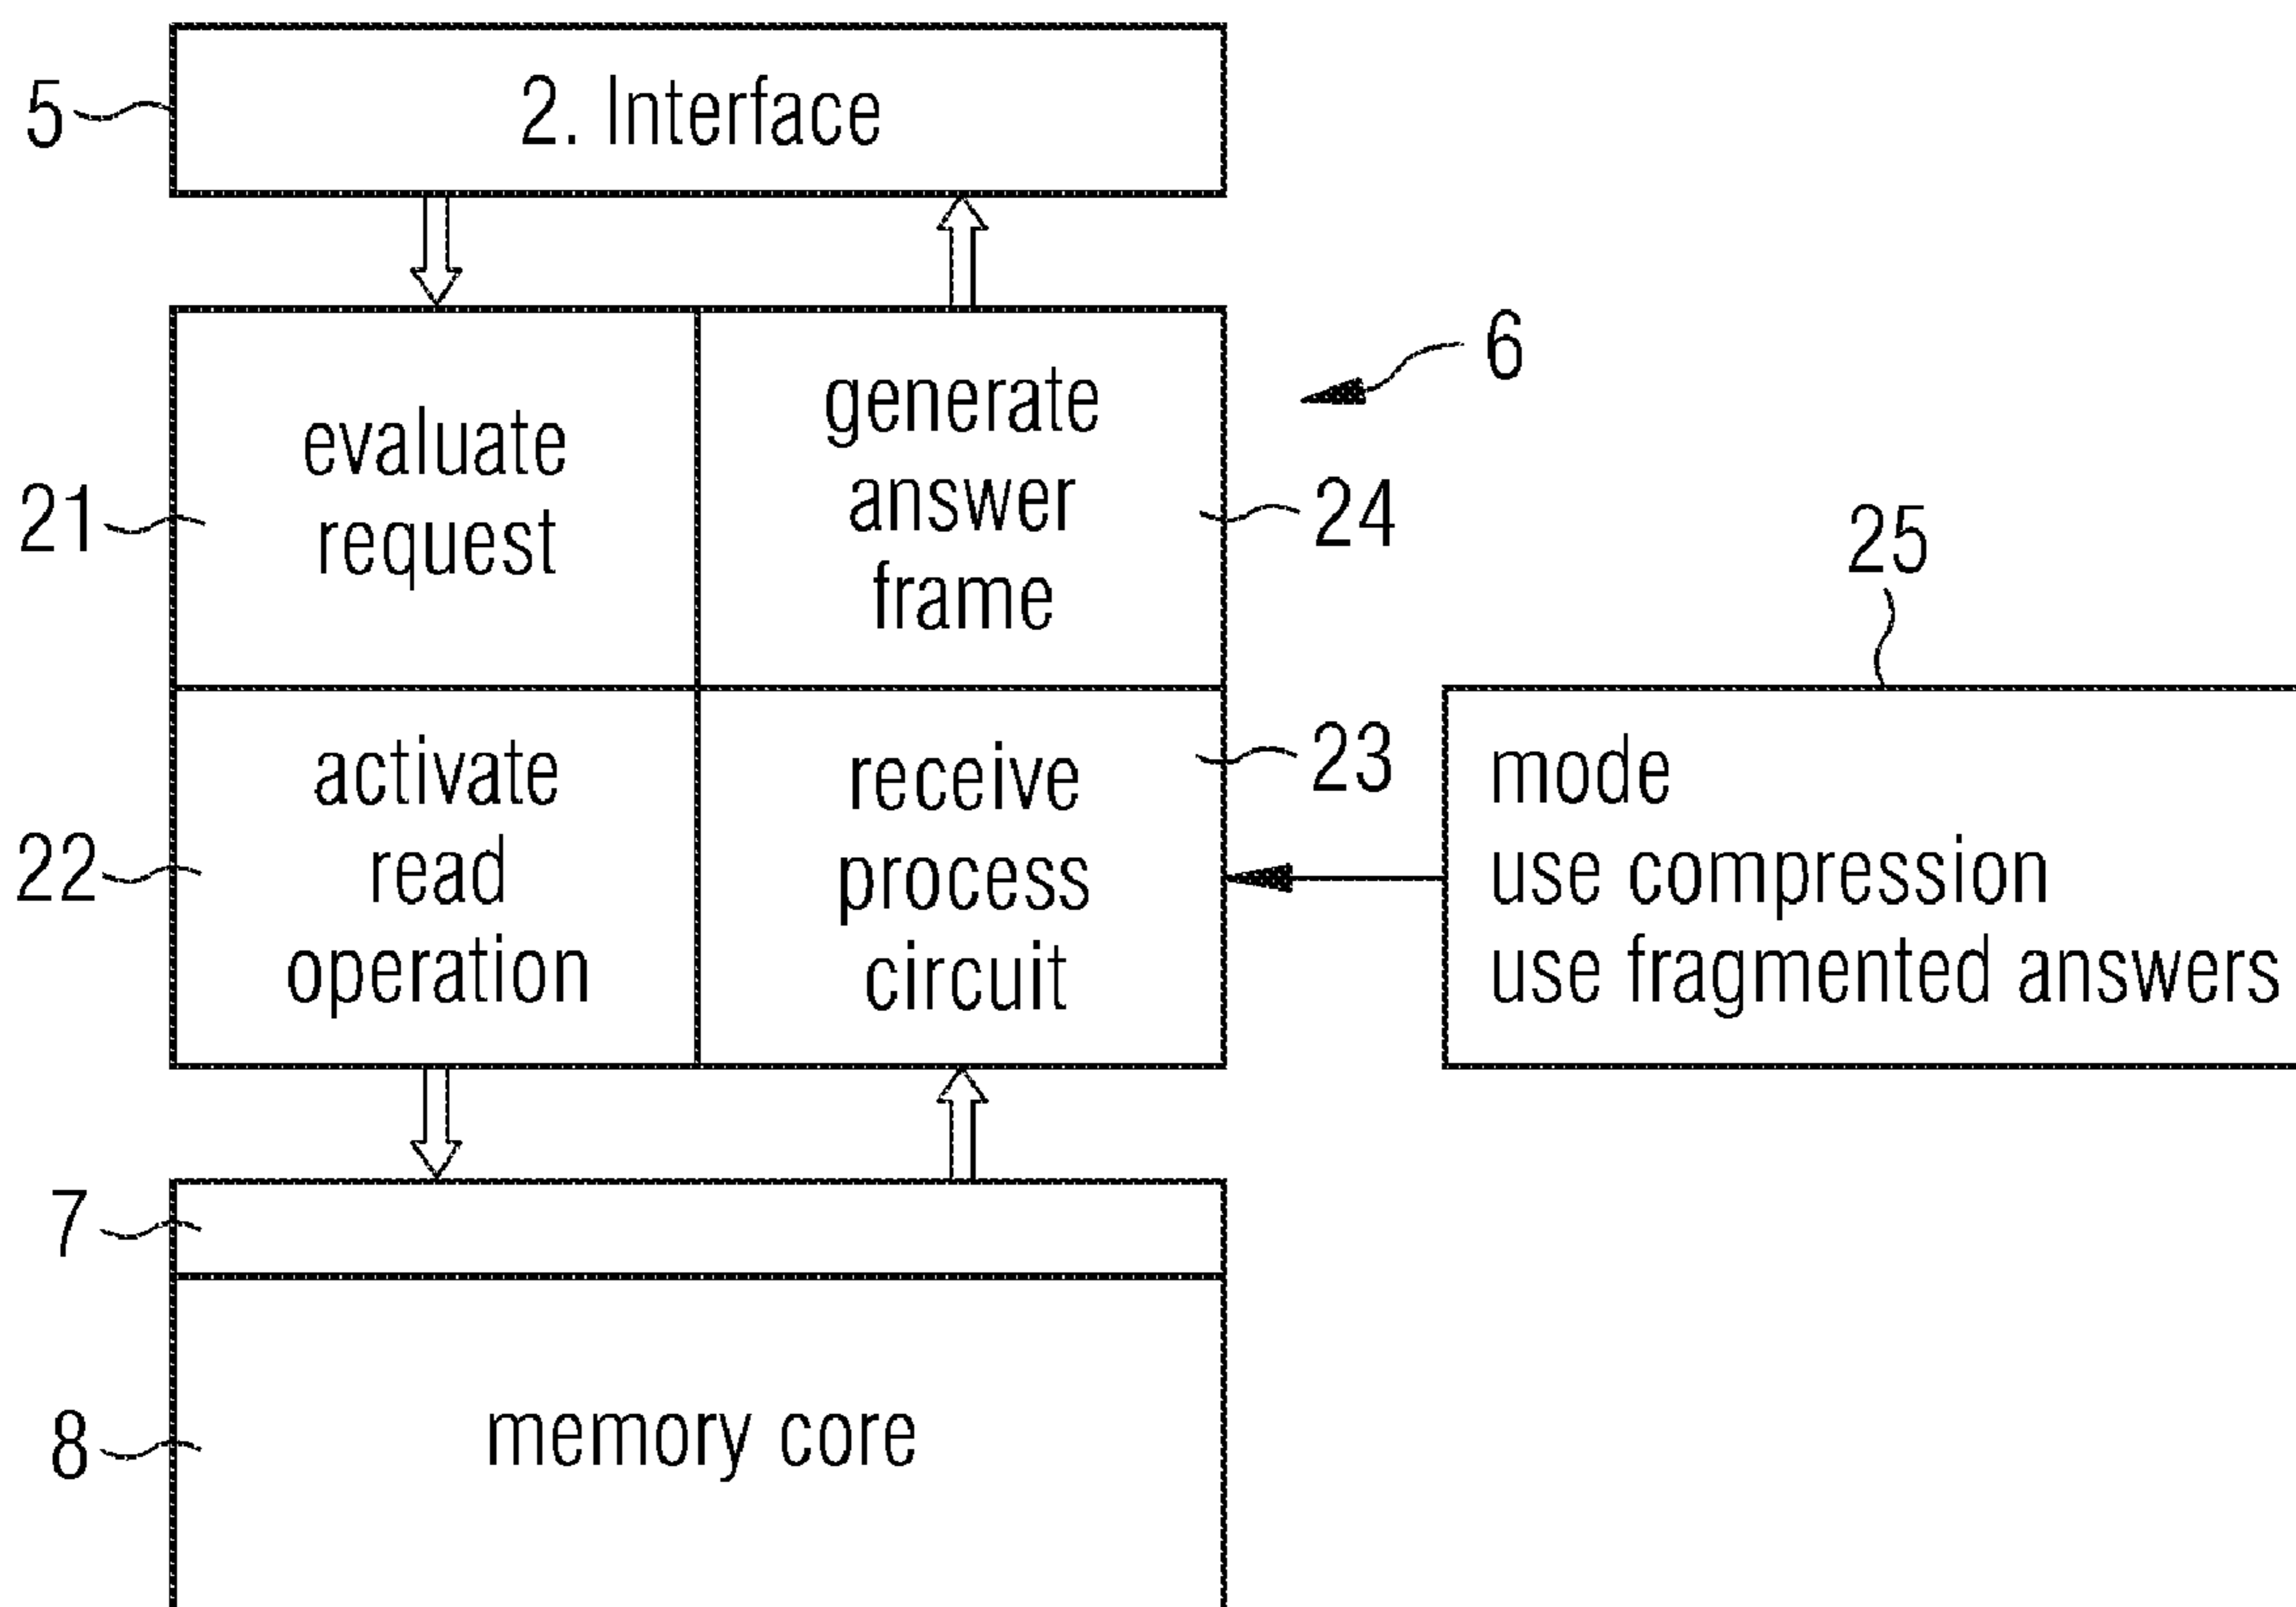 5
2. Interface
6
21
evaluate
request
generate
answer
frame
24
25
22
activate
read
operation
receive
process
circuit
23
mode
use compression
use fragmented answers
7
8
memory core